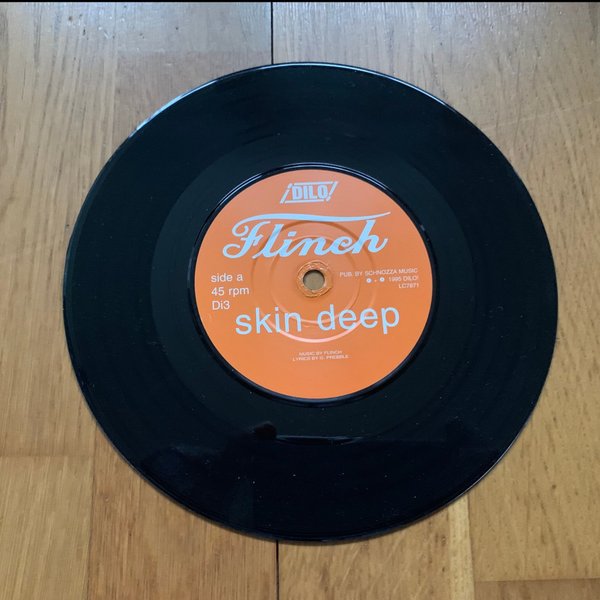 ¡DILO!
Flinch
side a
45 rpm
Di3
PUB. BY SCHNOZZA MUSIC
Ⓟ + © 1995 DILO!
LC7871
skin deep
MUSIC BY FLINCH
LYRICS BY G. PREBBLE